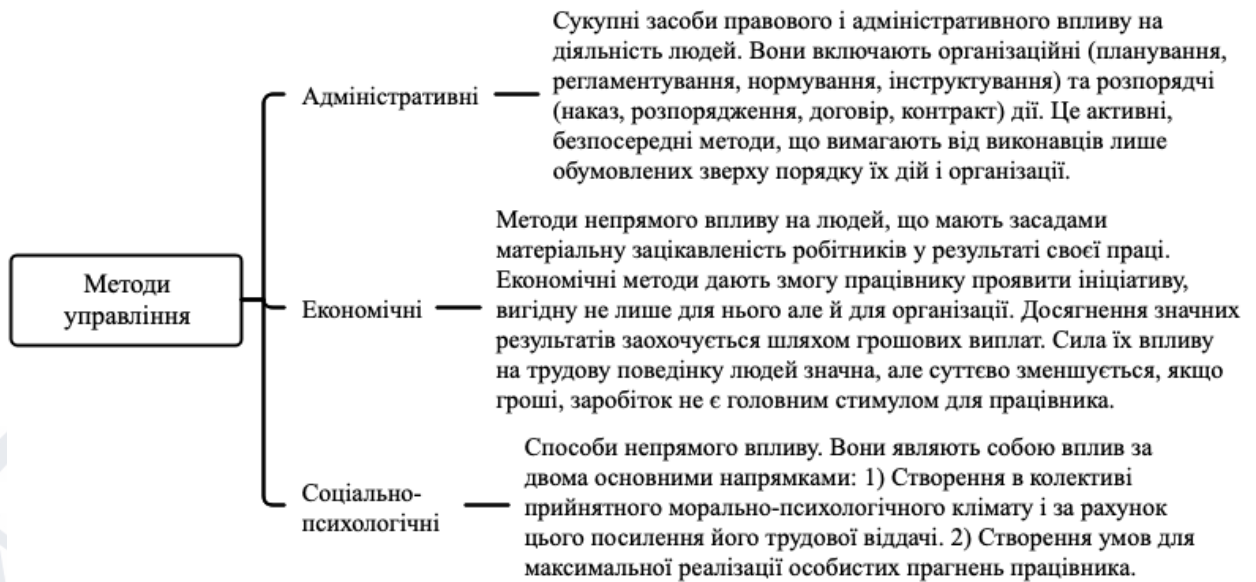 Методи
управління
Адміністративні
Сукупні засоби правового і адміністративного впливу на
діяльність людей. Вони включають організаційні (планування,
регламентування, нормування, інструктування) та розпорядчі
(наказ, розпорядження, договір, контракт) дії. Це активні,
безпосередні методи, що вимагають від виконавців лише
обумовлених зверху порядку їх дій і організації.
Економічні
Методи непрямого впливу на людей, що мають засадами
матеріальну зацікавленість робітників у результаті своєї праці.
Економічні методи дають змогу працівнику проявити ініціативу,
вигідну не лише для нього але й для організації. Досягнення значних
результатів заохочується шляхом грошових виплат. Сила їх впливу
на трудову поведінку людей значна, але суттєво зменшується, якщо
гроші, заробіток не є головним стимулом для працівника.
Соціально-
психологічні
Способи непрямого впливу. Вони являють собою вплив за
двома основними напрямками: 1) Створення в колективі
прийнятного морально-психологічного клімату і за рахунок
цього посилення його трудової віддачі. 2) Створення умов для
максимальної реалізації особистих прагнень працівника.